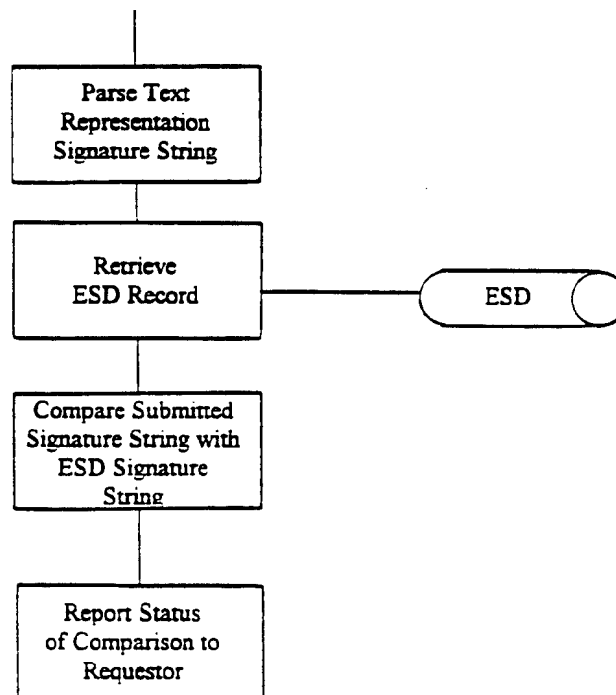 Parse Text
Representation
Signature String
Retrieve
ESD Record
ESD
Compare Submitted
Signature String with
ESD Signature
String
Report Status
of Comparison to
Requestor